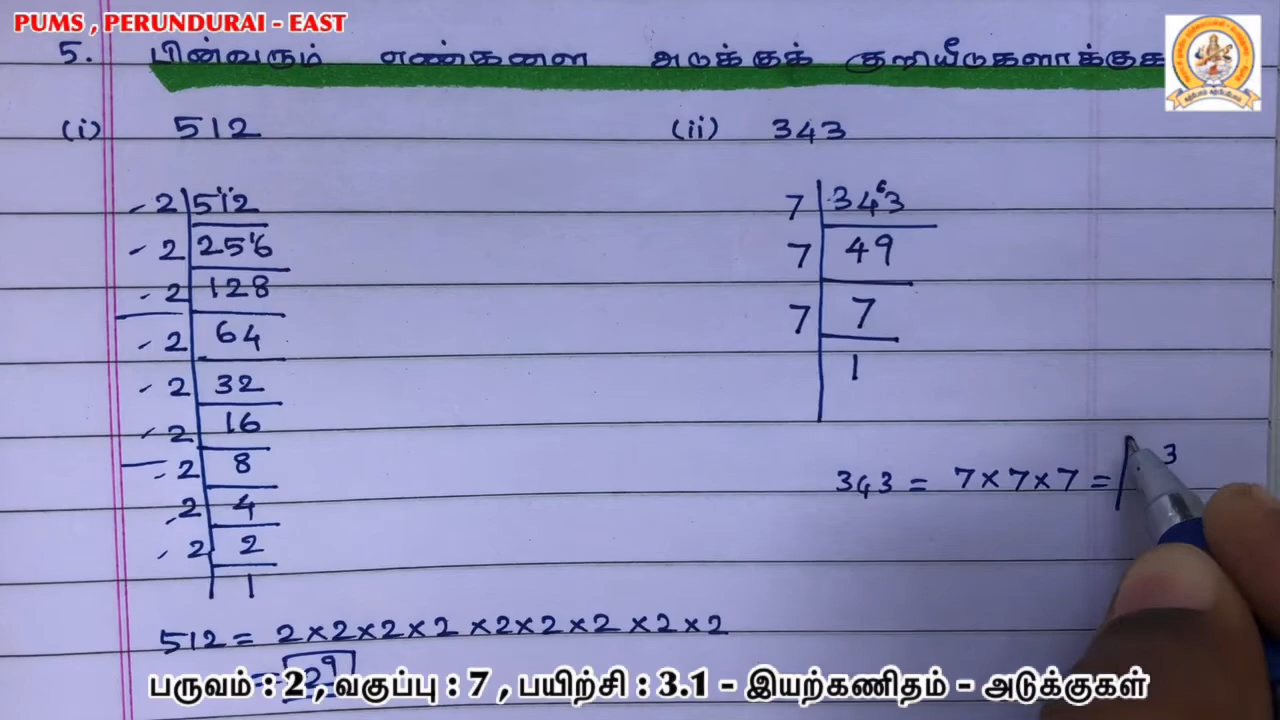 PUMS , PERUNDURAI - EAST
5. பின்வரும் எண்களை அடுக்குக் குறியீடுகளாக்குக
(i) 512 (ii) 343
2 512
2 256
2 128
2 64
2 32
2 16
2 8
2 4
2 2
1
7 343
7 49
7 7
1
343 = 7×7×7 = 3
512 = 2×2×2×2×2×2×2×2×2
= 2⁹
பருவம் : 2 , வகுப்பு : 7 , பயிற்சி : 3.1 - இயற்கணிதம் - அடுக்குகள்